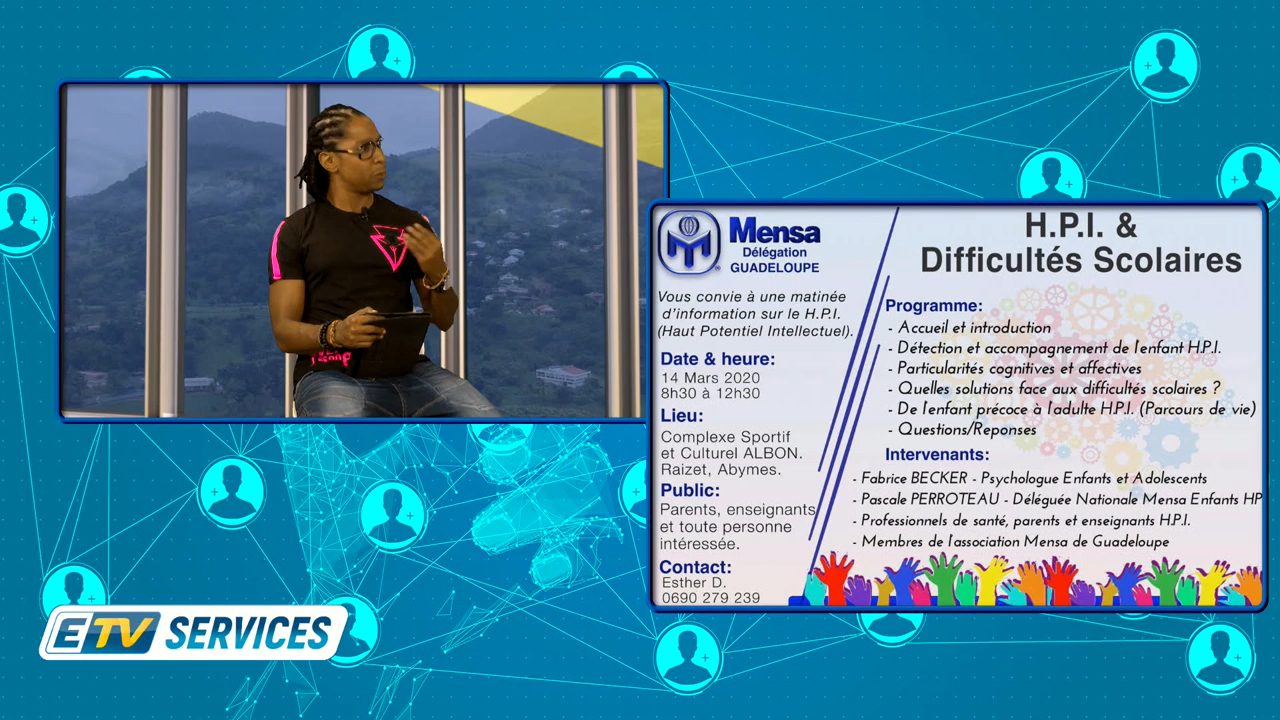 Mensa
Délégation
GUADELOUPE
Vous convie à une matinée
d'information sur le H.P.I.
(Haut Potentiel Intellectuel).
Date & heure:
14 Mars 2020
8h30 à 12h30
Lieu:
Complexe Sportif
et Culturel ALBON.
Raizet, Abymes.
Public:
Parents, enseignants
et toute personne
intéressée.
Contact:
Esther D.
0690 279 239
H.P.I. &
Difficultés Scolaires
Programme:
- Accueil et introduction
- Détection et accompagnement de l'enfant H.P.I.
- Particularités cognitives et affectives
- Quelles solutions face aux difficultés scolaires ?
- De l'enfant précoce à l'adulte H.P.I. (Parcours de vie)
- Questions/Reponses
Intervenants:
- Fabrice BECKER - Psychologue Enfants et Adolescents
- Pascale PERROTEAU - Déléguée Nationale Mensa Enfants HP
- Professionnels de santé, parents et enseignants H.P.I.
- Membres de l'association Mensa de Guadeloupe
ETV SERVICES